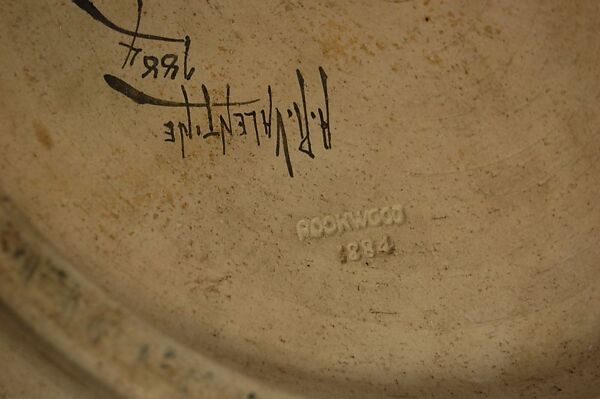 A.R. VALENTINE
1884
ROOKWOOD
1884